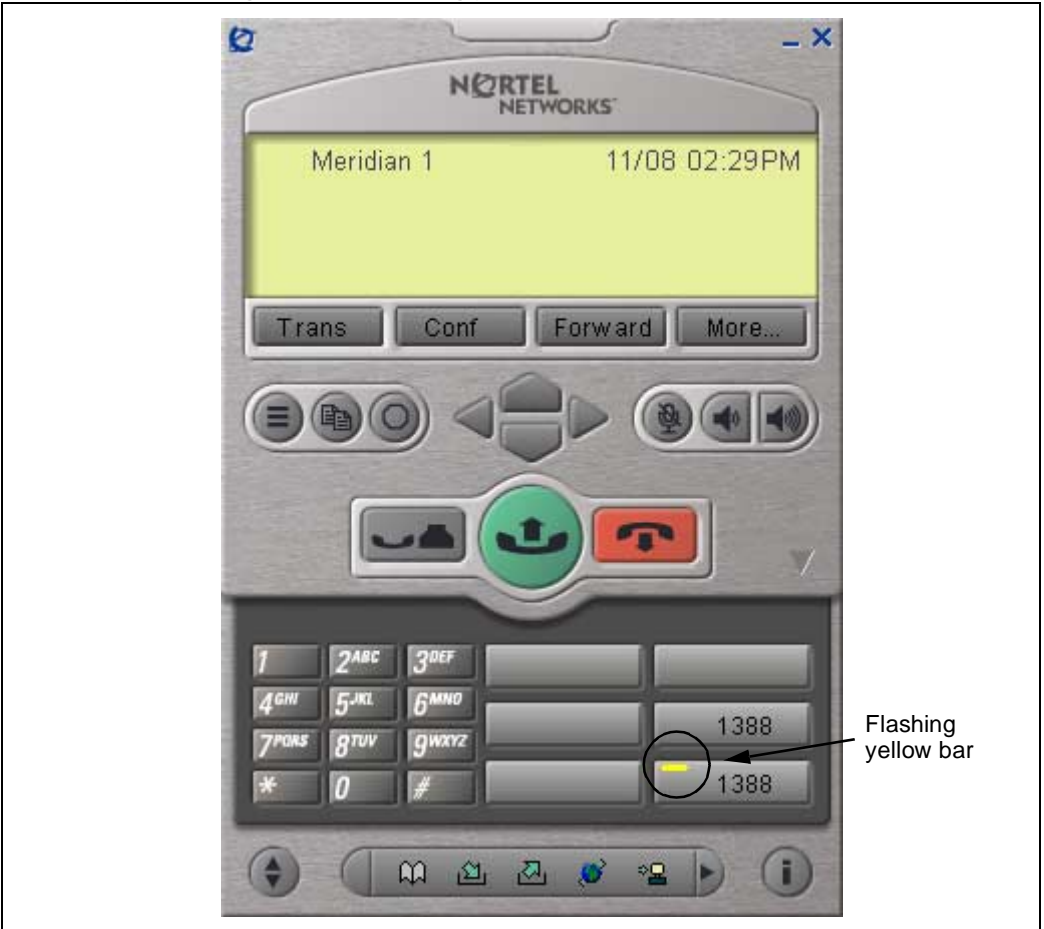 NORTEL
NETWORKS
Meridian 1 11/08 02:29PM
Trans Conf Forward More...
1 2ABC 3DEF
4GHI 5JKL 6MNO
1388
7PQRS 8TUV 9WXYZ
* 0 #
1388
Flashing
yellow bar
i